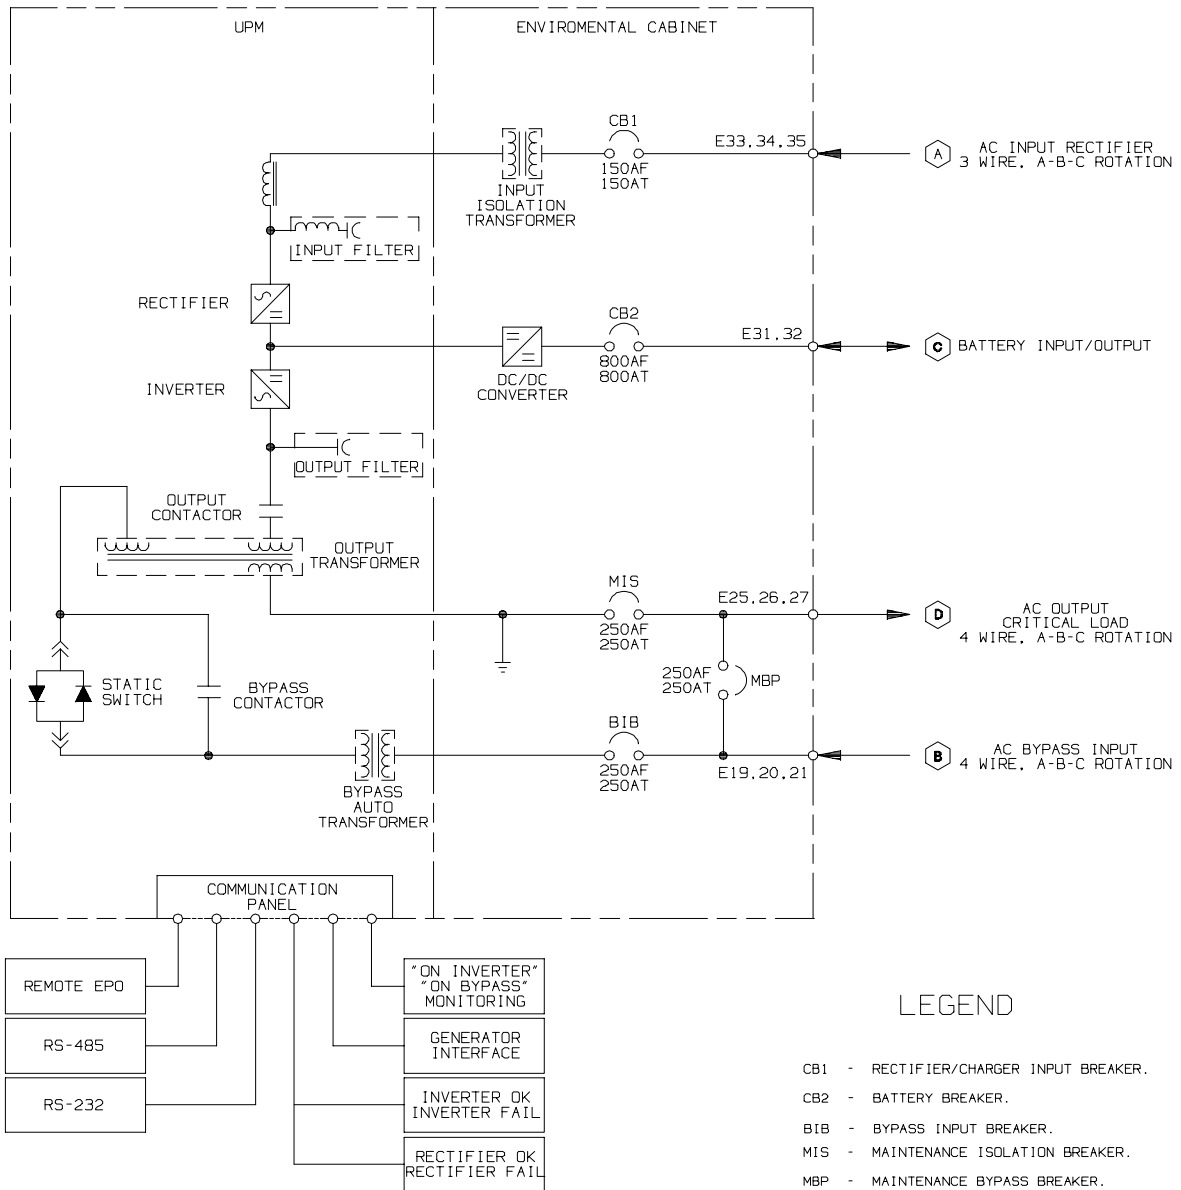 UPM
ENVIROMENTAL CABINET
CB1
150AF
150AT
E33,34,35
A
AC INPUT RECTIFIER
3 WIRE, A-B-C ROTATION
INPUT
ISOLATION
TRANSFORMER
INPUT FILTER
RECTIFIER
CB2
800AF
800AT
E31,32
C
BATTERY INPUT/OUTPUT
DC/DC
CONVERTER
INVERTER
OUTPUT FILTER
OUTPUT
CONTACTOR
OUTPUT
TRANSFORMER
MIS
250AF
250AT
E25,26,27
D
AC OUTPUT
CRITICAL LOAD
4 WIRE, A-B-C ROTATION
STATIC
SWITCH
BYPASS
CONTACTOR
250AF
250AT
MBP
BIB
250AF
250AT
E19,20,21
B
AC BYPASS INPUT
4 WIRE, A-B-C ROTATION
BYPASS
AUTO
TRANSFORMER
COMMUNICATION
PANEL
REMOTE EPO
RS-485
RS-232
"ON INVERTER"
"ON BYPASS"
MONITORING
GENERATOR
INTERFACE
INVERTER OK
INVERTER FAIL
RECTIFIER OK
RECTIFIER FAIL
LEGEND
CB1 - RECTIFIER/CHARGER INPUT BREAKER.
CB2 - BATTERY BREAKER.
BIB - BYPASS INPUT BREAKER.
MIS - MAINTENANCE ISOLATION BREAKER.
MBP - MAINTENANCE BYPASS BREAKER.